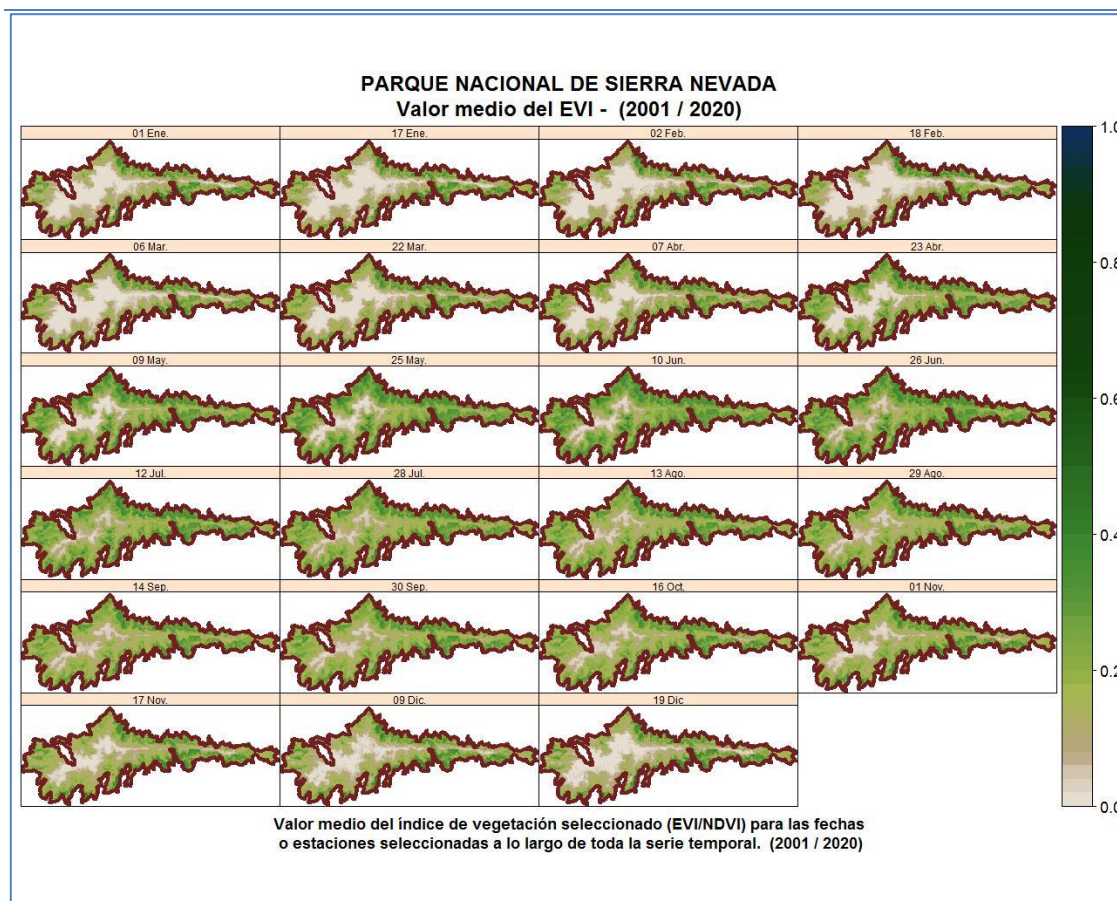 PARQUE NACIONAL DE SIERRA NEVADA
Valor medio del EVI - (2001 / 2020)
01 Ene.
17 Ene.
02 Feb.
18 Feb.
06 Mar.
22 Mar.
07 Abr.
23 Abr.
09 May.
25 May.
10 Jun.
26 Jun.
12 Jul.
28 Jul.
13 Ago.
29 Ago.
14 Sep.
30 Sep.
16 Oct.
01 Nov.
17 Nov.
09 Dic.
19 Dic
1.0
0.8
0.6
0.4
0.2
0.0
Valor medio del índice de vegetación seleccionado (EVI/NDVI) para las fechas
o estaciones seleccionadas a lo largo de toda la serie temporal. (2001 / 2020)